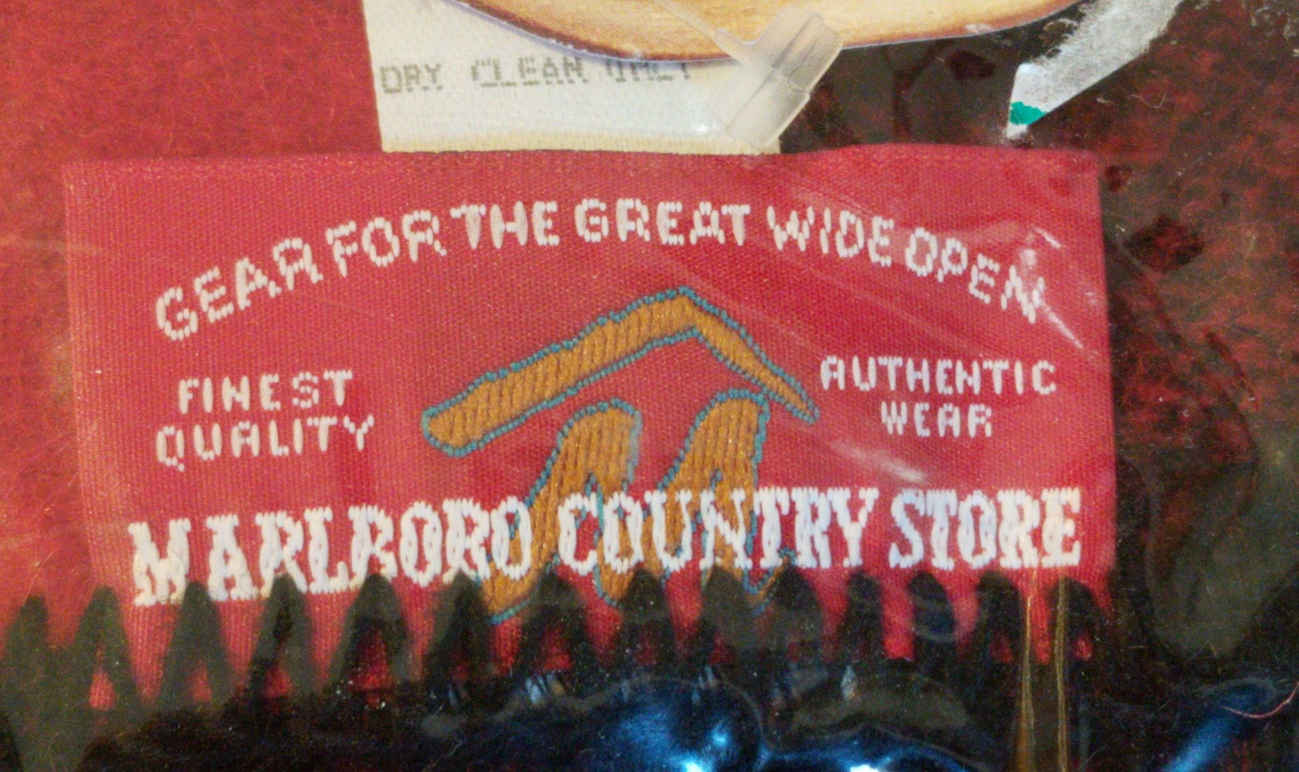 DRY CLEAN ONLY
GEAR FOR THE GREAT WIDE OPEN
FINEST
QUALITY
AUTHENTIC
WEAR
MARLBORO COUNTRY STORE